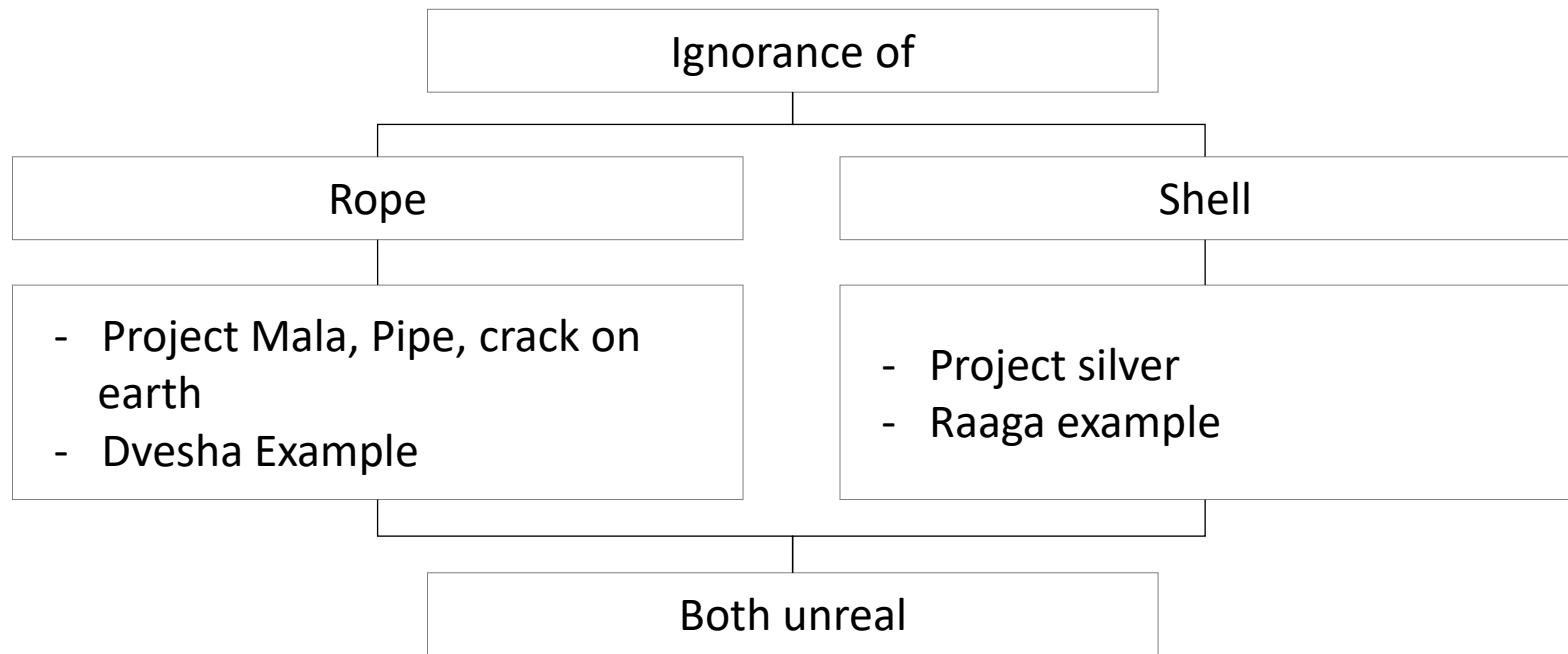 Ignorance of
Rope
Shell
- Project Mala, Pipe, crack on
earth
- Dvesha Example
- Project silver
- Raaga example
Both unreal